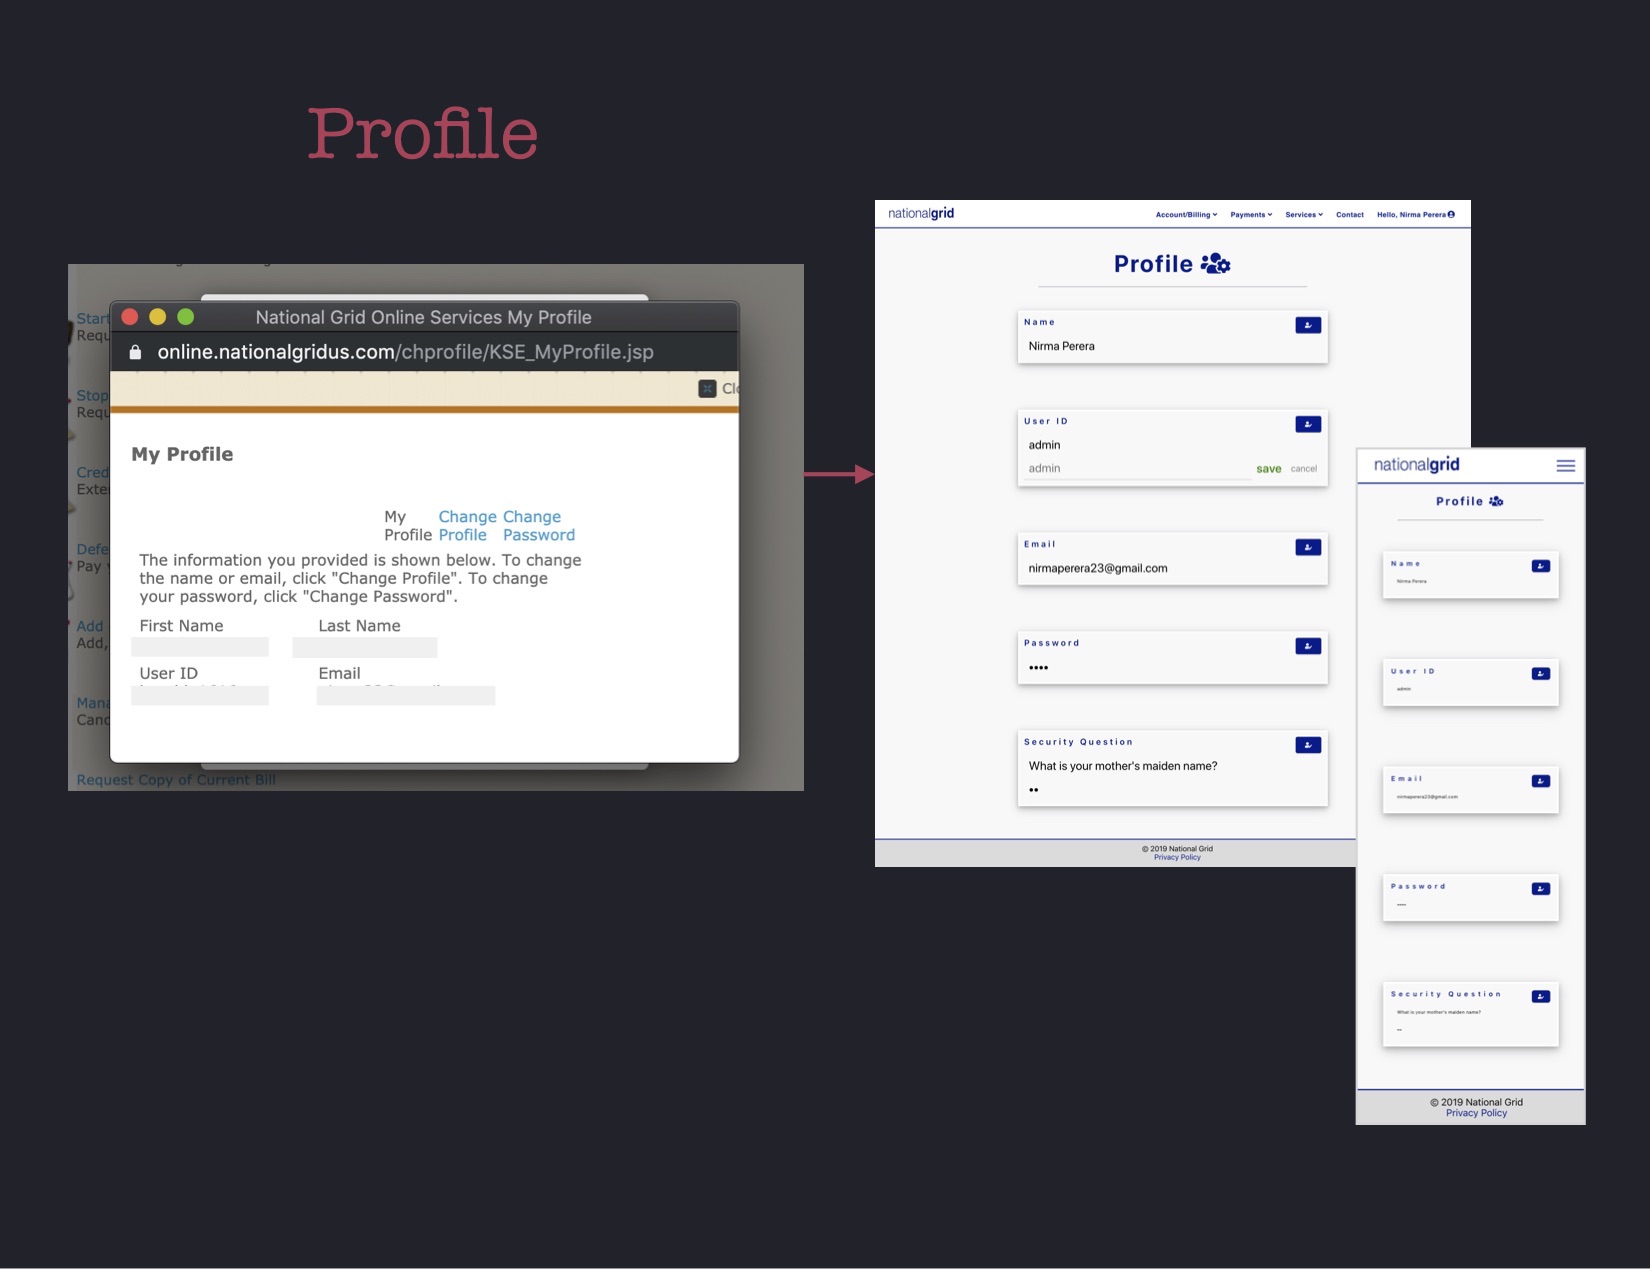 Profile
Start
Requ
Stop
Requ
Cred
Exte
Defe
Pay
Add
Add,
Mana
Canc
Request Copy of Current Bill
National Grid Online Services My Profile
online.nationalgridus.com/chprofile/KSE_MyProfile.jsp
Clo
My Profile
My Profile
Change Profile
Change Password
The information you provided is shown below. To change
the name or email, click "Change Profile". To change
your password, click "Change Password".
First Name Last Name
User ID Email
nationalgrid Account/Billing Payments Services Contact Hello, Nirma Perera
Profile
Name
Nirma Perera
User ID
admin
admin save cancel
Email
nirmaperera23@gmail.com
Password
••••
Security Question
What is your mother's maiden name?
••
© 2019 National Grid
Privacy Policy
nationalgrid
Profile
Name
Nirma Perera
User ID
admin
Email
nirmaperera23@gmail.com
Password
••••
Security Question
What is your mother's maiden name?
••
© 2019 National Grid
Privacy Policy